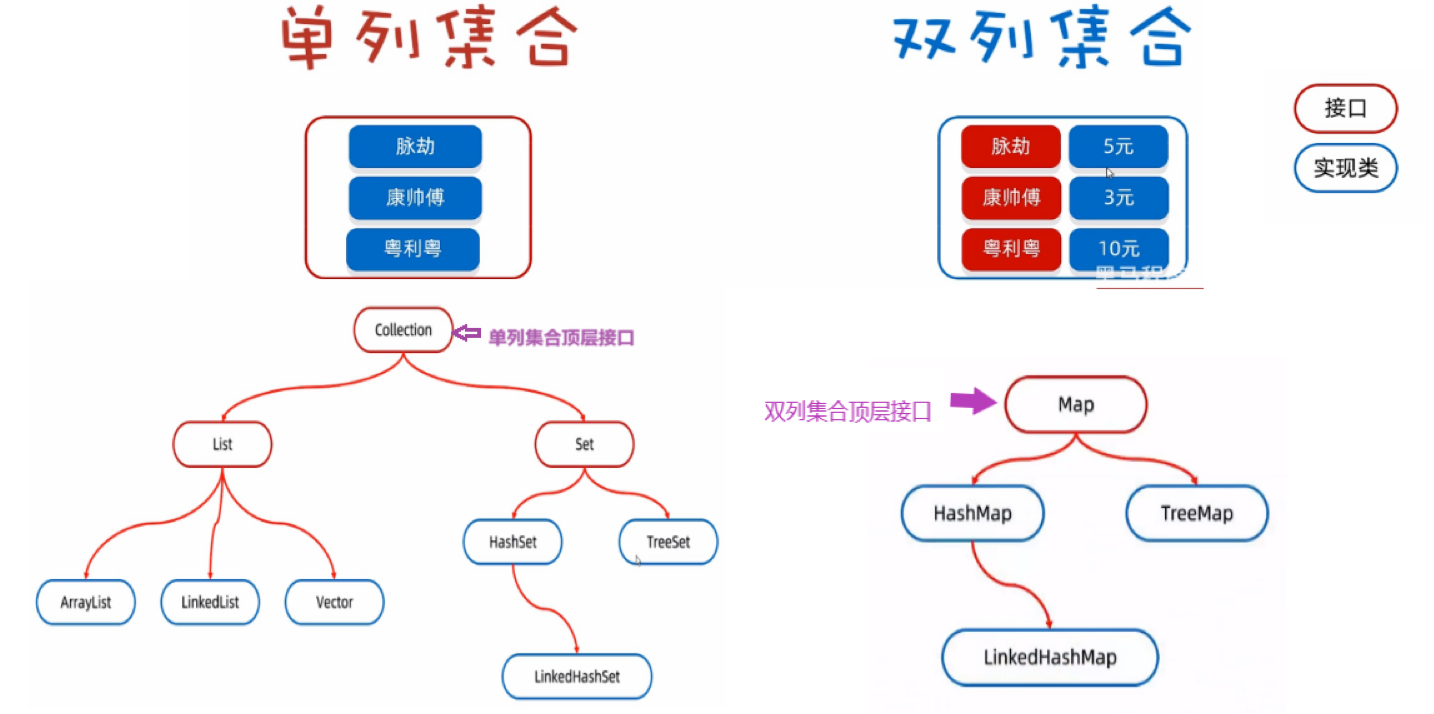 单列集合
双列集合
接口
实现类
脉劫
康帅傅
粤利粤
脉劫 5元
康帅傅 3元
粤利粤 10元
Collection
单列集合顶层接口
List
Set
HashSet
TreeSet
ArrayList
LinkedList
Vector
LinkedHashSet
双列集合顶层接口
Map
HashMap
TreeMap
LinkedHashMap